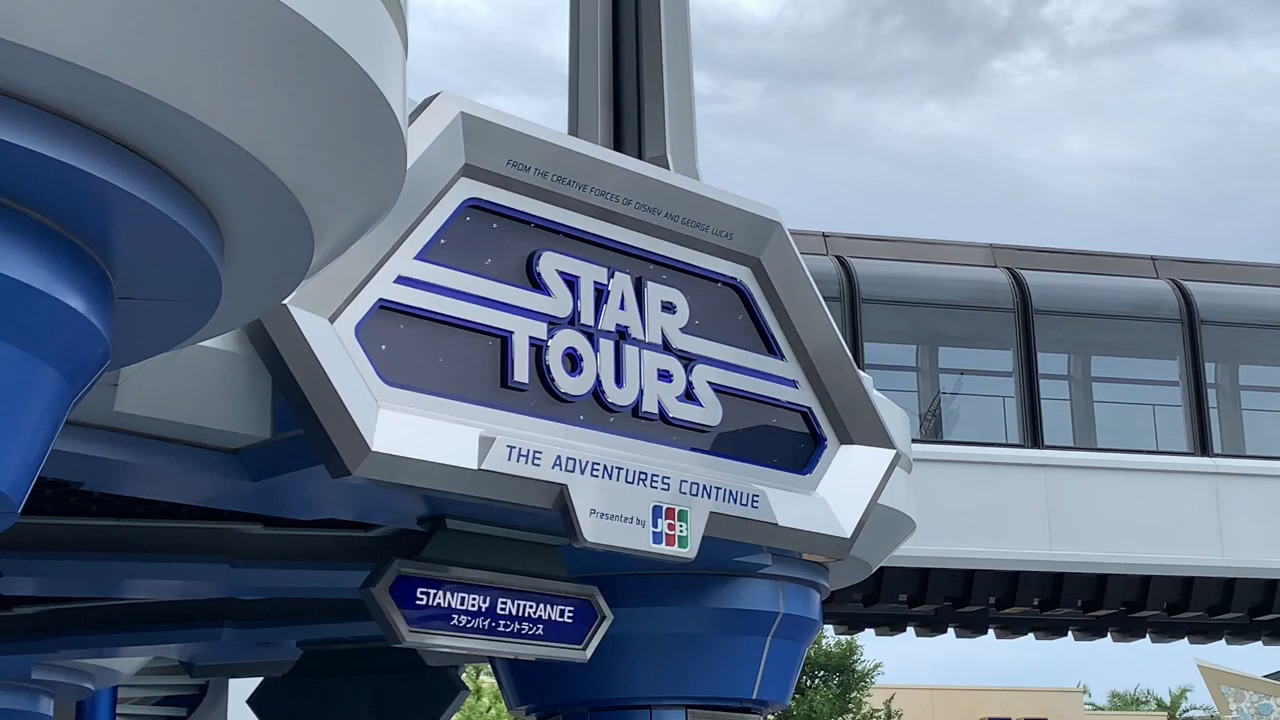 FROM THE CREATIVE FORCES OF DISNEY AND GEORGE LUCAS
STAR
TOURS
THE ADVENTURES CONTINUE
Presented by JCB
STANDBY ENTRANCE
スタンバイ・エントランス